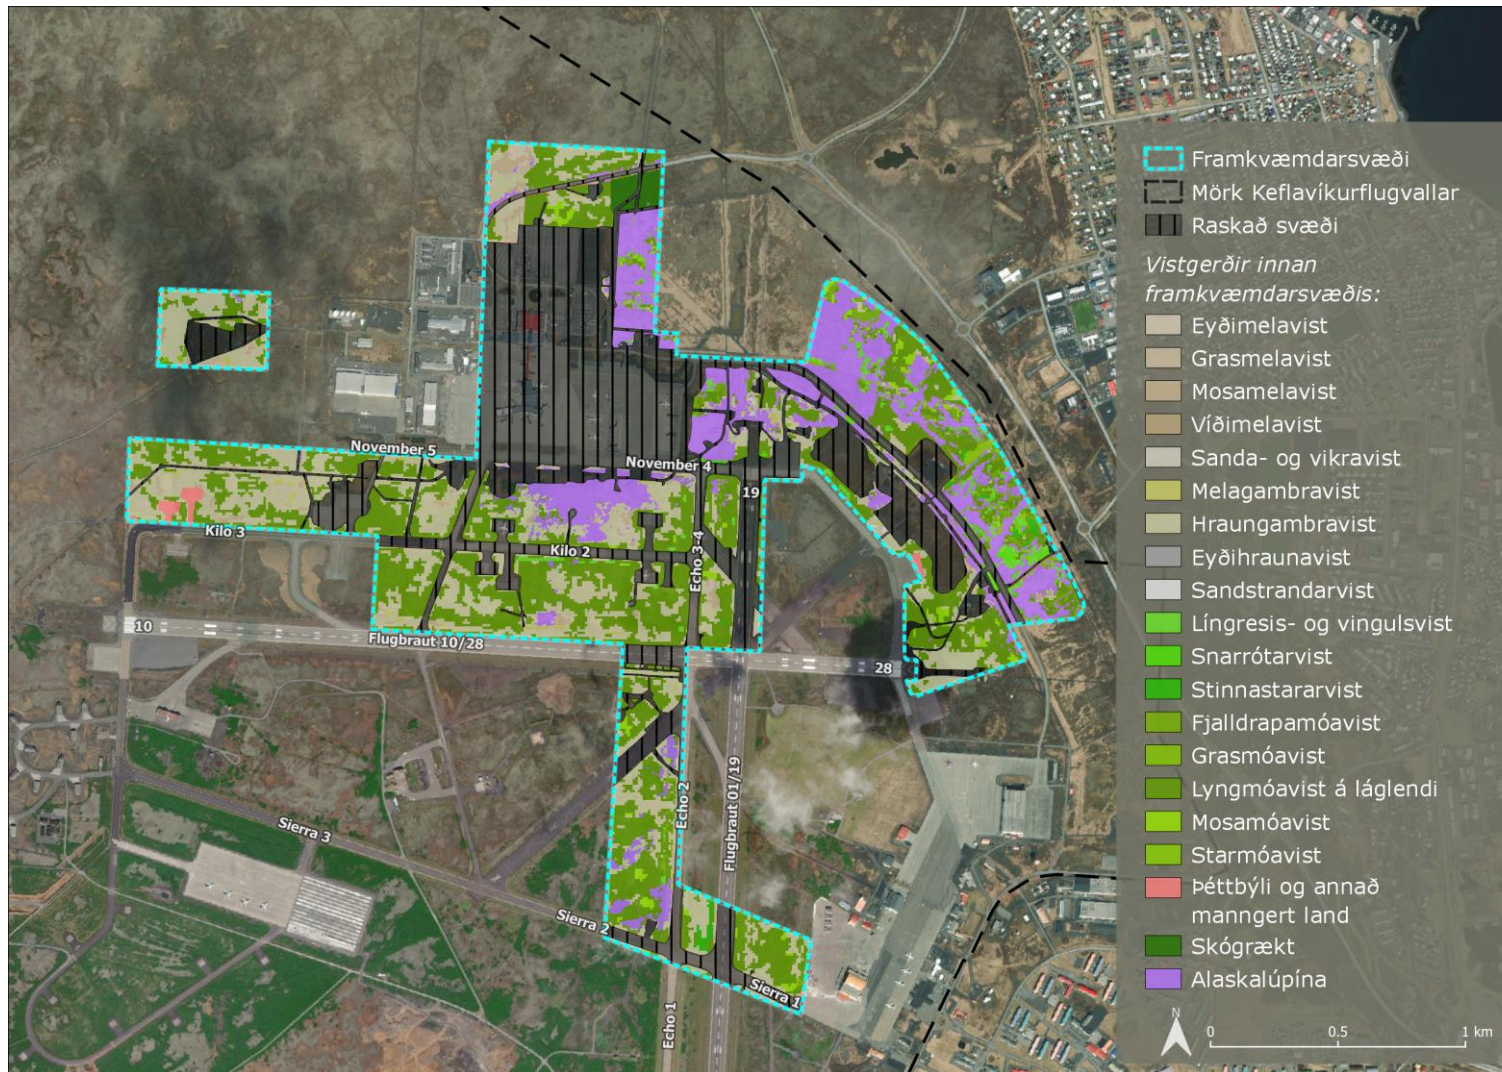 Framkvæmdarsvæði
Mörk Keflavíkurflugvallar
Raskað svæði
Vistgerðir innan
framkvæmdarsvæðis:
Eyðimelavist
Grasmelavist
Mosamelavist
Víðimelavist
Sanda- og vikravist
Melagambravist
Hraungambravist
Eyðihraunavist
Sandstrandarvist
Língresis- og vingulsvist
Snarrótarvist
Stinnastararvist
Fjalldrapamóavist
Grasmóavist
Lyngmóavist á láglendi
Mosamóavist
Starmóavist
Þéttbýli og annað
manngert land
Skógrækt
Alaskalúpína
N
0 0.5 1 km
November 5
November 4
19
Kilo 3
Kilo 2
Echo 3-4
10
Flugbraut 10/28
28
Echo 2
Flugbraut 01/19
Sierra 3
Sierra 2
Sierra 1
Echo 1